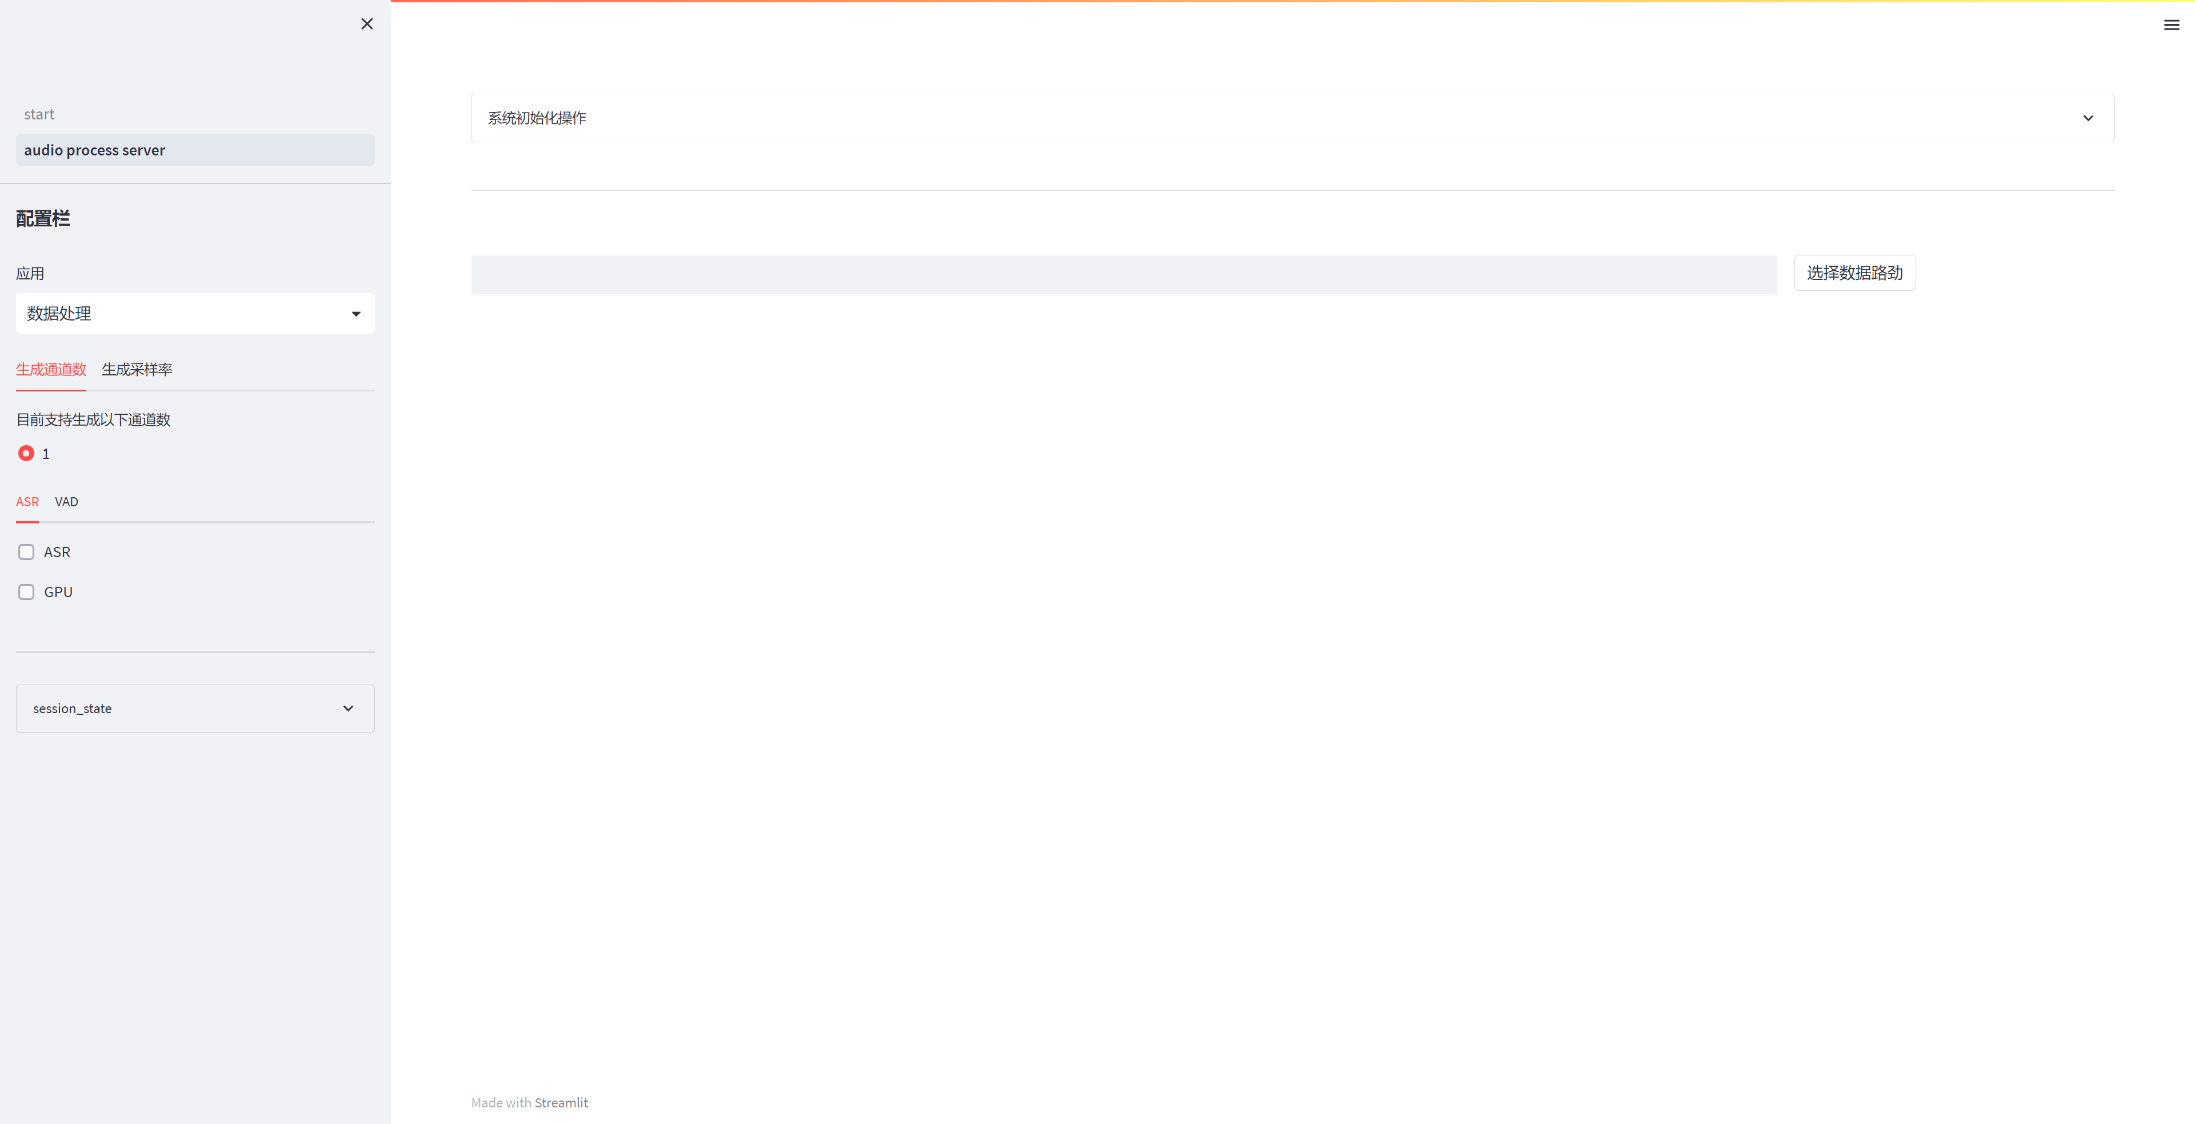 start
audio process server
配置栏
应用
数据处理
生成通道数 生成采样率
目前支持生成以下通道数
1
ASR VAD
ASR
GPU
session_state
系统初始化操作
选择数据路劲
Made with Streamlit